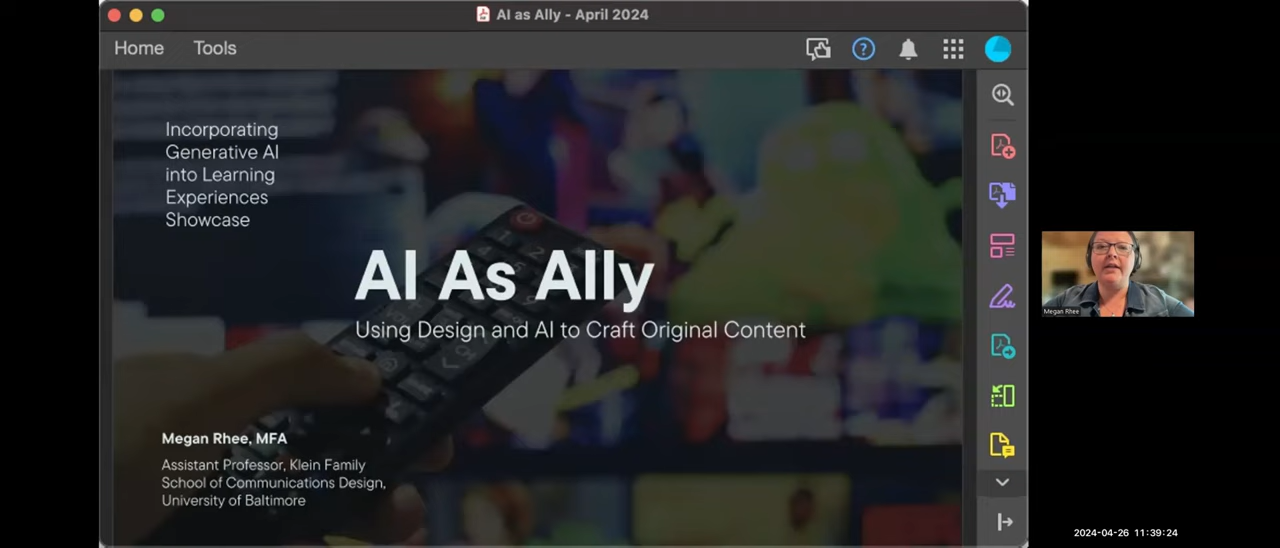 AI as Ally - April 2024
Home Tools
Incorporating
Generative AI
into Learning
Experiences
Showcase
AI As Ally
Using Design and AI to Craft Original Content
Megan Rhee, MFA
Assistant Professor, Klein Family
School of Communications Design,
University of Baltimore
Megan Rhee
2024-04-26 11:39:24